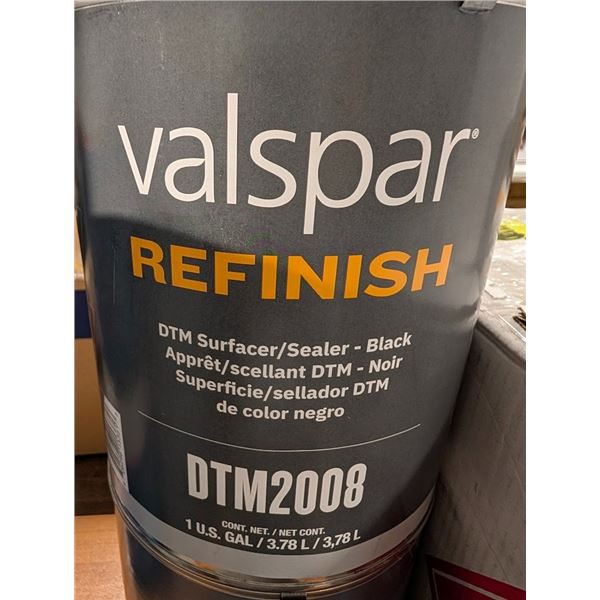 valspar®
REFINISH
DTM Surfacer/Sealer - Black
Apprêt/scellant DTM - Noir
Superficie/sellador DTM
de color negro
DTM2008
CONT. NET. / NET CONT.
1 U.S. GAL / 3.78 L / 3,78 L